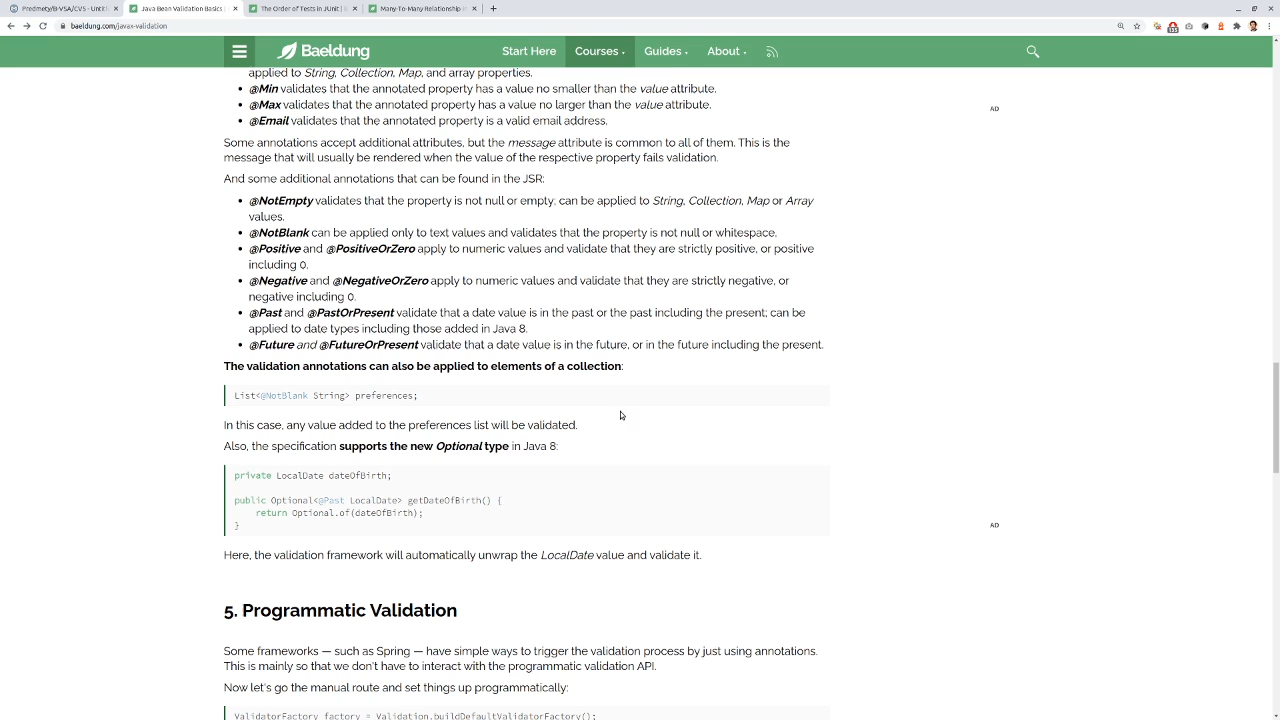 Predmety/B-VSA/CVS - Unti
Java Bean Validation Basics |
The Order of Tests in JUnit |
Many-To-Many Relationship in
baeldung.com/javax-validation
Baeldung
Start Here
Courses
Guides
About
applied to String, Collection, Map, and array properties.
• @Min validates that the annotated property has a value no smaller than the value attribute.
• @Max validates that the annotated property has a value no larger than the value attribute.
• @Email validates that the annotated property is a valid email address.
AD
Some annotations accept additional attributes, but the message attribute is common to all of them. This is the
message that will usually be rendered when the value of the respective property fails validation.
And some additional annotations that can be found in the JSR:
• @NotEmpty validates that the property is not null or empty; can be applied to String, Collection, Map or Array
values.
• @NotBlank can be applied only to text values and validates that the property is not null or whitespace.
• @Positive and @PositiveOrZero apply to numeric values and validate that they are strictly positive, or positive
including 0.
• @Negative and @NegativeOrZero apply to numeric values and validate that they are strictly negative, or
negative including 0.
• @Past and @PastOrPresent validate that a date value is in the past or the past including the present; can be
applied to date types including those added in Java 8.
• @Future and @FutureOrPresent validate that a date value is in the future, or in the future including the present.
The validation annotations can also be applied to elements of a collection:
List<@NotBlank String> preferences;
In this case, any value added to the preferences list will be validated.
Also, the specification supports the new Optional type in Java 8:
private LocalDate dateOfBirth;
public Optional<@Past LocalDate> getDateOfBirth() {
return Optional.of(dateOfBirth);
}
AD
Here, the validation framework will automatically unwrap the LocalDate value and validate it.
5. Programmatic Validation
Some frameworks — such as Spring — have simple ways to trigger the validation process by just using annotations.
This is mainly so that we don't have to interact with the programmatic validation API.
Now let's go the manual route and set things up programmatically:
ValidatorFactory factory = Validation.buildDefaultValidatorFactory();